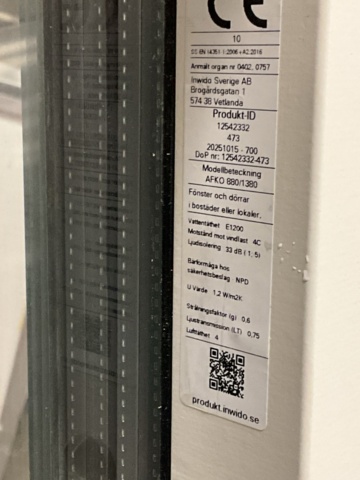 CE
10
SS EN 14351-1:2006+A2:2016
Anmält organ nr 0402, 0757
Inwido Sverige AB
Brogårdsgatan 1
574 38 Vetlanda
Produkt-ID
12542332
473
20251015 - 700
DoP nr: 12542332-473
Modellbeteckning
AFKO 880/1380
Fönster och dörrar
i bostäder eller lokaler.
Vattentäthet E1200
Motstånd mot vindlast 4C
Ljudisolering 33 dB (-1;-5)
Bärförmåga hos
säkerhetsbeslag NPD
U Värde 1,2 W/m2K
Strålningsfaktor (g) 0,6
Ljustransmission (LT) 0,75
Lufttäthet 4
produkt.inwido.se